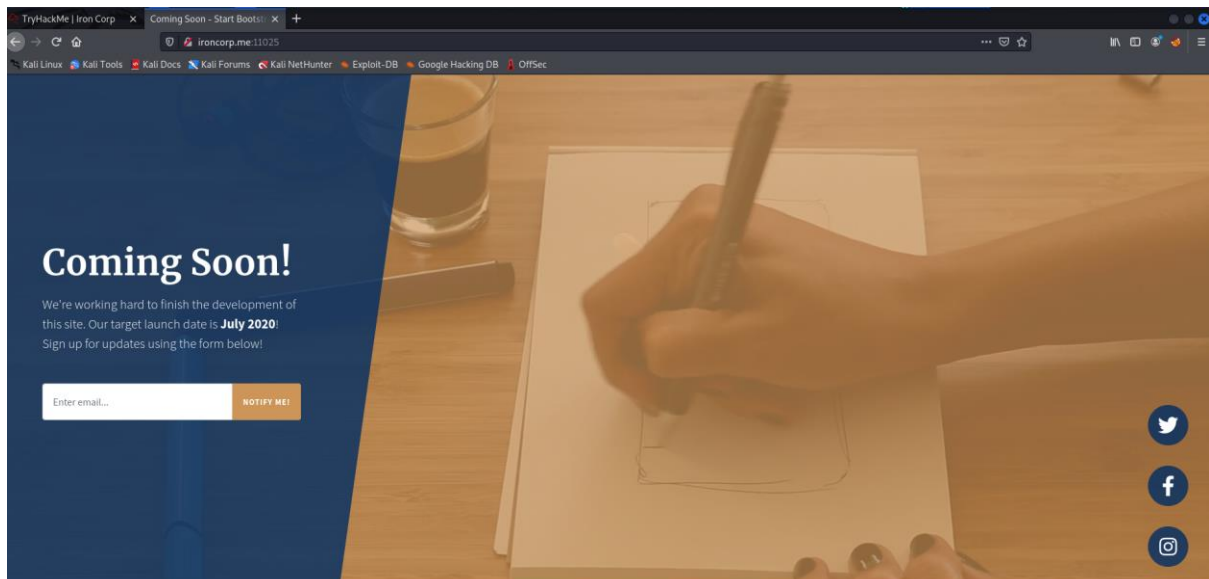 TryHackMe | Iron Corp
Coming Soon - Start Bootst
ironcorp.me:11025
Kali Linux Kali Tools Kali Docs Kali Forums Kali NetHunter Exploit-DB Google Hacking DB OffSec
Coming Soon!
We're working hard to finish the development of
this site. Our target launch date is July 2020!
Sign up for updates using the form below!
Enter email... NOTIFY ME!